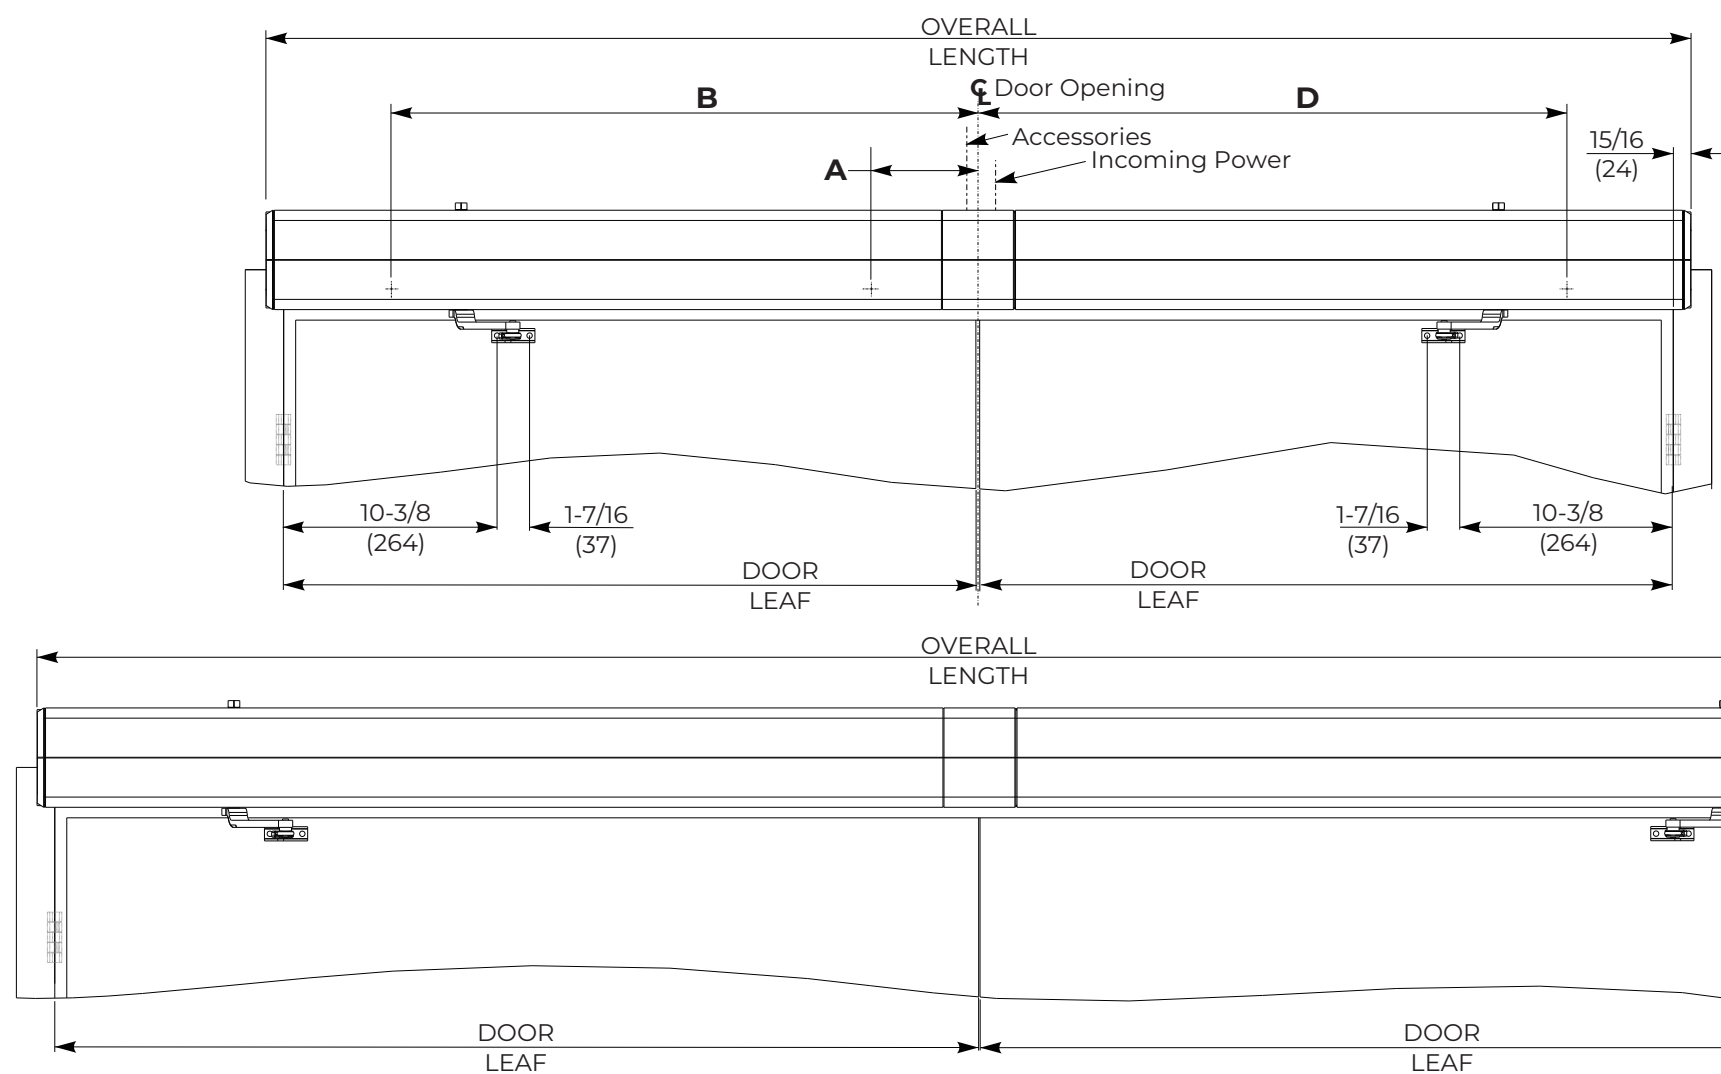 OVERALL
LENGTH
℄ Door Opening
B
D
Accessories
15/16
(24)
Incoming Power
A
10-3/8
(264)
1-7/16
(37)
1-7/16
(37)
10-3/8
(264)
DOOR
LEAF
DOOR
LEAF
OVERALL
LENGTH
DOOR
LEAF
DOOR
LEAF